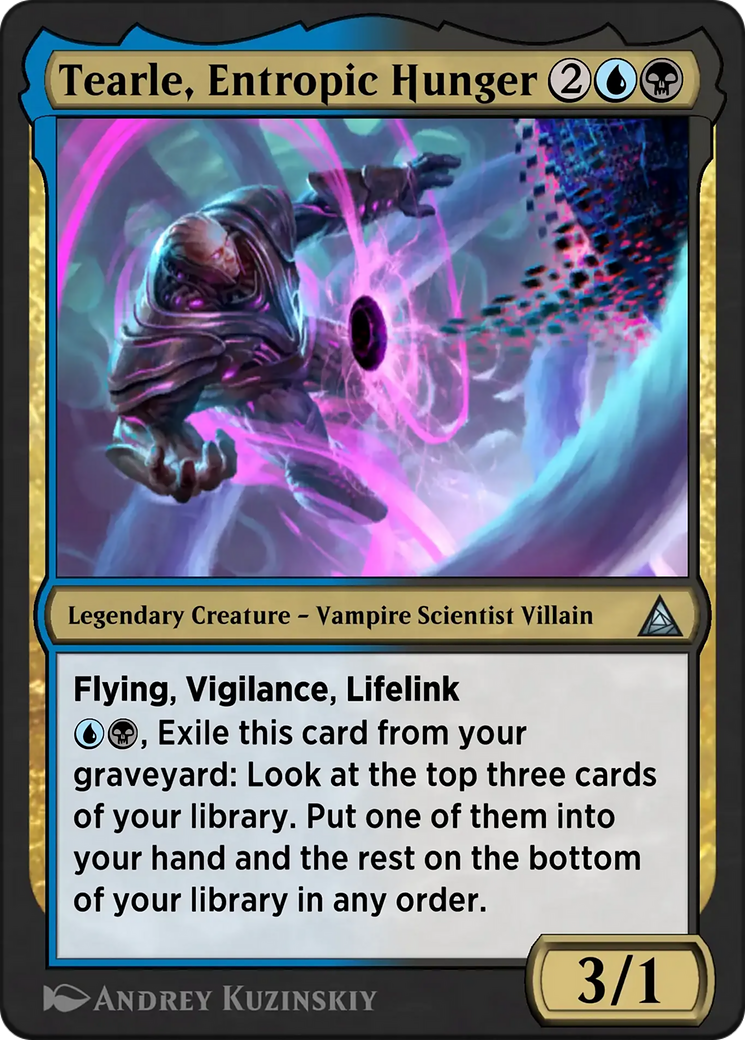 Tearle, Entropic Hunger 2
Legendary Creature – Vampire Scientist Villain
Flying, Vigilance, Lifelink
, Exile this card from your
graveyard: Look at the top three cards
of your library. Put one of them into
your hand and the rest on the bottom
of your library in any order.
3/1
Andrey Kuzinskiy